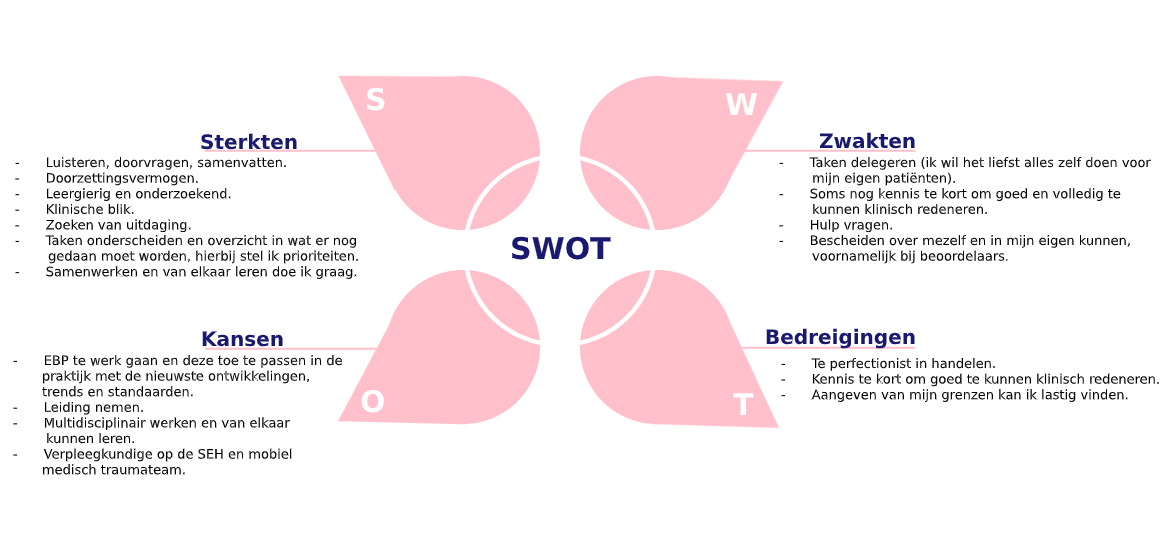 S
Sterkten
-	Luisteren, doorvragen, samenvatten.
-	Doorzettingsvermogen.
-	Leergierig en onderzoekend.
-	Klinische blik.
-	Zoeken van uitdaging.
-	Taken onderscheiden en overzicht in wat er nog
gedaan moet worden, hierbij stel ik prioriteiten.
-	Samenwerken en van elkaar leren doe ik graag.
W
Zwakten
-	Taken delegeren (ik wil het liefst alles zelf doen voor
mijn eigen patiënten).
-	Soms nog kennis te kort om goed en volledig te
kunnen klinisch redeneren.
-	Hulp vragen.
-	Bescheiden over mezelf en in mijn eigen kunnen,
voornamelijk bij beoordelaars.
SWOT
Kansen
-	EBP te werk gaan en deze toe te passen in de
praktijk met de nieuwste ontwikkelingen,
trends en standaarden.
-	Leiding nemen.
-	Multidisciplinair werken en van elkaar
kunnen leren.
-	Verpleegkundige op de SEH en mobiel
medisch traumateam.
O
Bedreigingen
-	Te perfectionist in handelen.
-	Kennis te kort om goed te kunnen klinisch redeneren.
-	Aangeven van mijn grenzen kan ik lastig vinden.
T